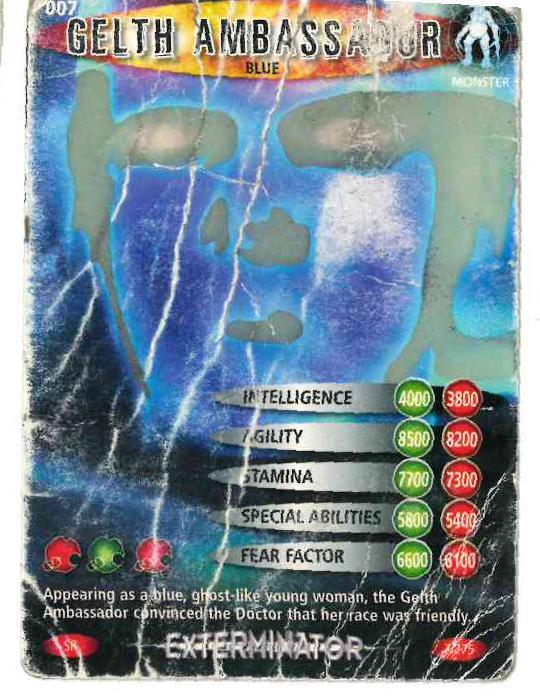 007
GELTH AMBASSADOR
BLUE
MONSTER
INTELLIGENCE 4000 3800
AGILITY 8500 8200
STAMINA 7700 7300
SPECIAL ABILITIES 5800 5400
FEAR FACTOR 6600 6100
Appearing as a blue, ghost-like young woman, the Gelth
Ambassador convinced the Doctor that her race was friendly.
SR EXTERMINATOR